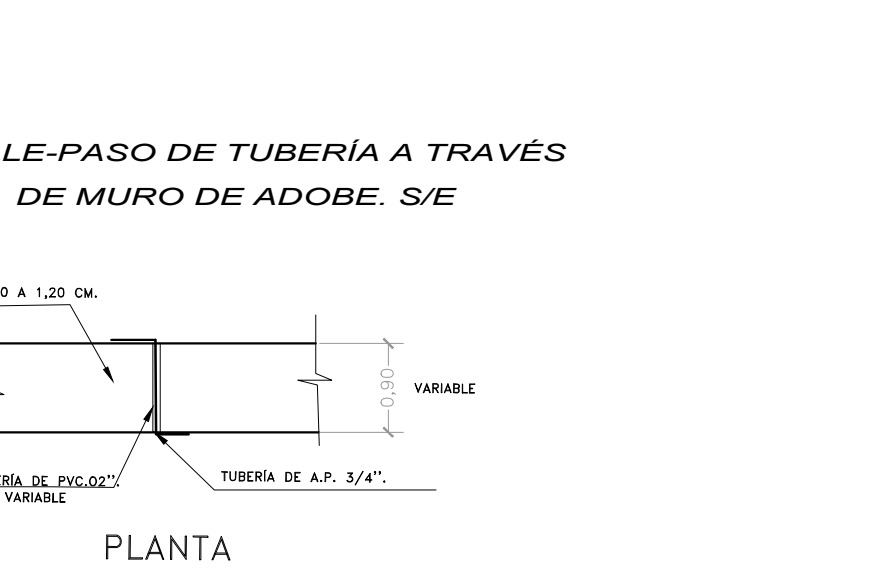 LE-PASO DE TUBERÍA A TRAVÉS
DE MURO DE ADOBE. S/E
0 A 1,20 CM.
0,90
VARIABLE
RÍA DE PVC.02”.
VARIABLE
TUBERÍA DE A.P. 3/4”.
PLANTA